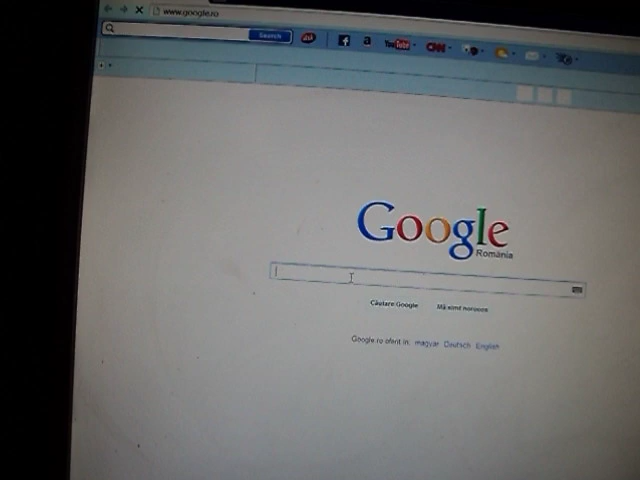 www.google.ro
Search Ask a YouTube CNN
Google
România
Căutare Google Mă simt norocos
Google.ro oferit în: magyar Deutsch English